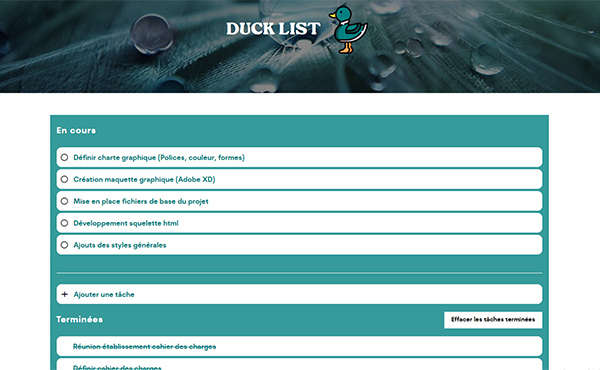 DUCK LIST
En cours
Définir charte graphique (Polices, couleur, formes)
Création maquette graphique (Adobe XD)
Mise en place fichiers de base du projet
Développement squelette html
Ajouts des styles générales
+ Ajouter une tâche
Terminées
Effacer les tâches terminées
Réunion établissement cahier des charges
Définir cahier des charges